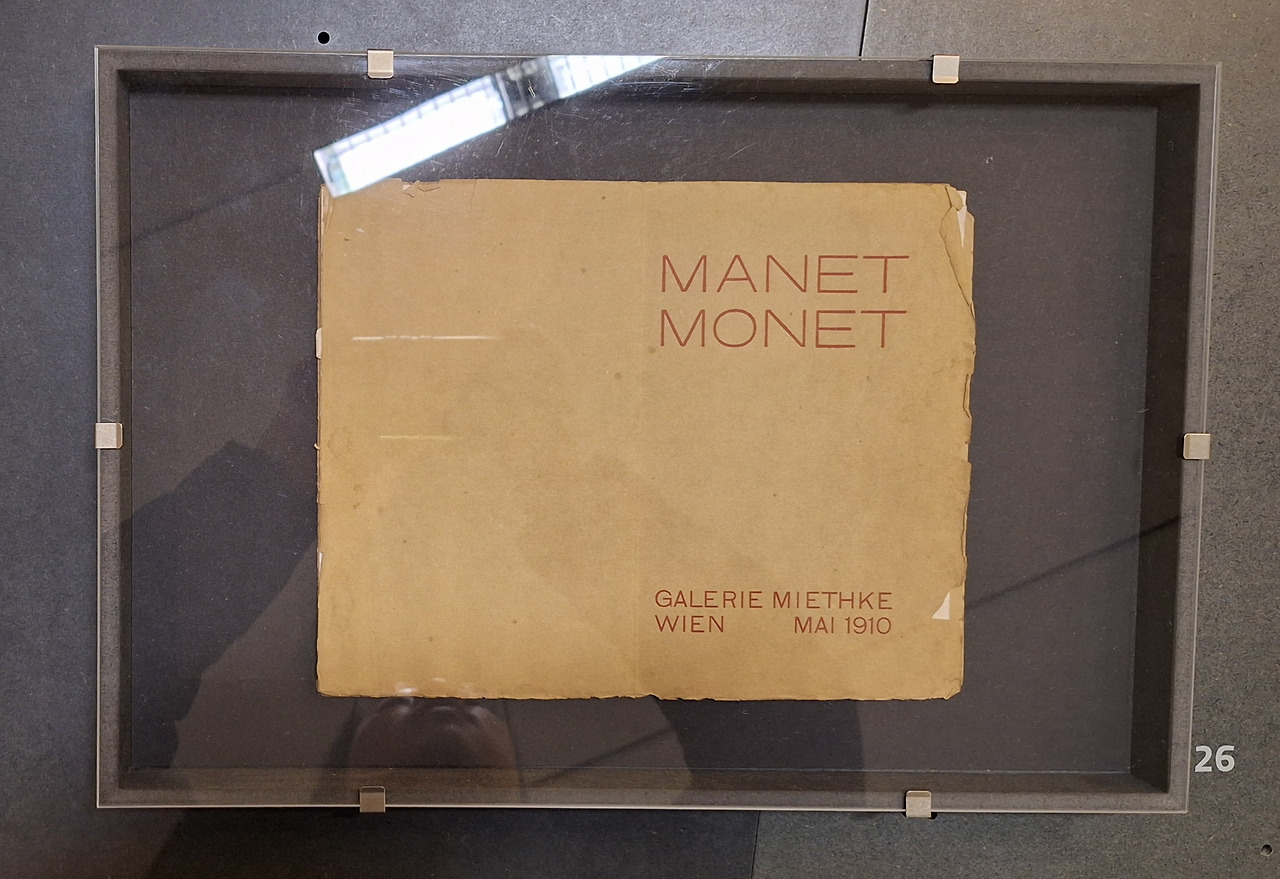 MANET
MONET
GALERIE MIETHKE
WIEN MAI 1910
26